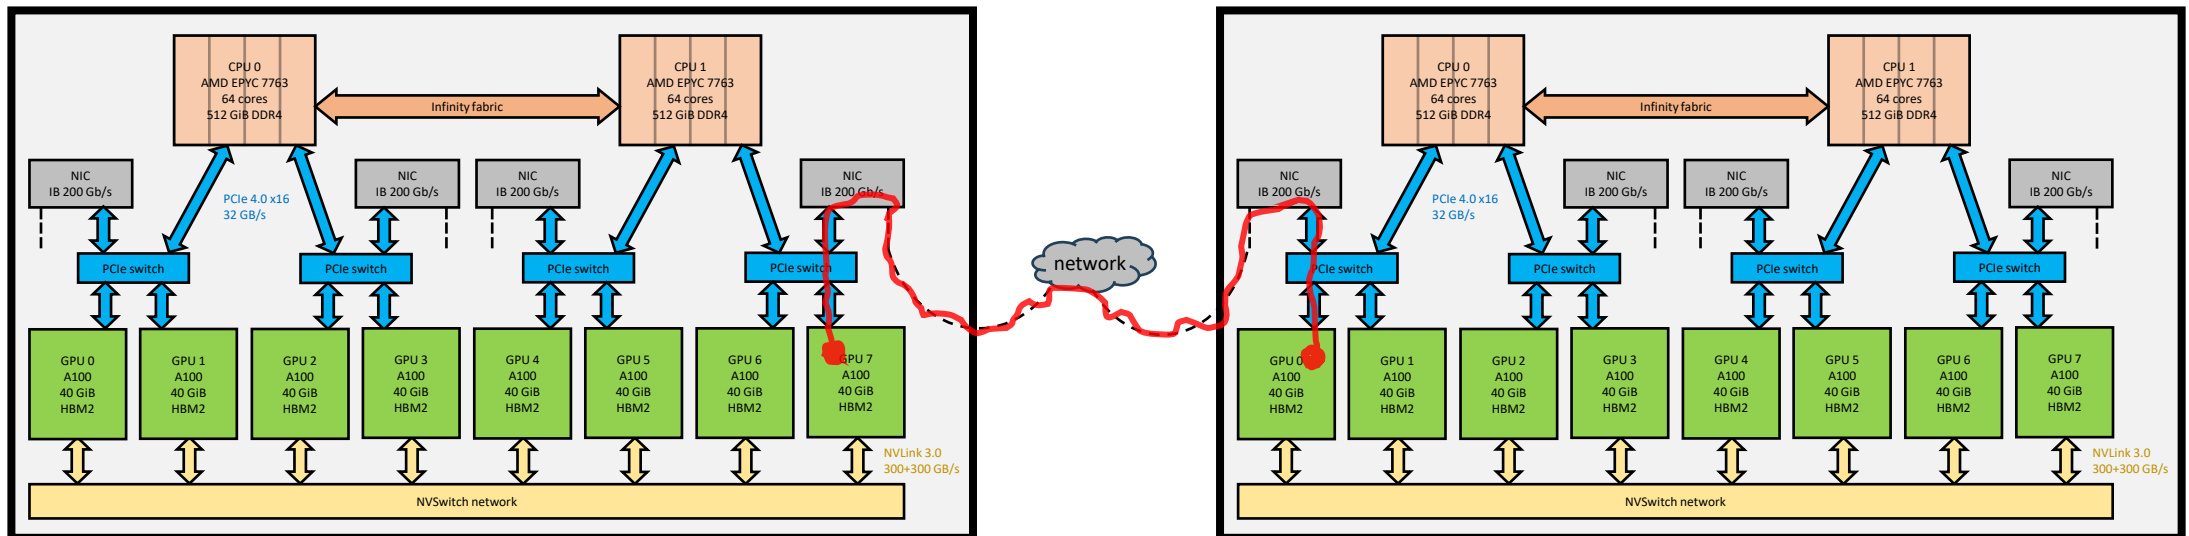 CPU 0
AMD EPYC 7763
64 cores
512 GiB DDR4
Infinity fabric
CPU 1
AMD EPYC 7763
64 cores
512 GiB DDR4
NIC
IB 200 Gb/s
PCIe 4.0 x16
32 GB/s
NIC
IB 200 Gb/s
NIC
IB 200 Gb/s
NIC
IB 200 Gb/s
PCIe switch
PCIe switch
PCIe switch
PCIe switch
GPU 0
A100
40 GiB
HBM2
GPU 1
A100
40 GiB
HBM2
GPU 2
A100
40 GiB
HBM2
GPU 3
A100
40 GiB
HBM2
GPU 4
A100
40 GiB
HBM2
GPU 5
A100
40 GiB
HBM2
GPU 6
A100
40 GiB
HBM2
GPU 7
A100
40 GiB
HBM2
NVLink 3.0
300+300 GB/s
NVSwitch network
network
CPU 0
AMD EPYC 7763
64 cores
512 GiB DDR4
Infinity fabric
CPU 1
AMD EPYC 7763
64 cores
512 GiB DDR4
NIC
IB 200 Gb/s
PCIe 4.0 x16
32 GB/s
NIC
IB 200 Gb/s
NIC
IB 200 Gb/s
NIC
IB 200 Gb/s
PCIe switch
PCIe switch
PCIe switch
PCIe switch
GPU 0
A100
40 GiB
HBM2
GPU 1
A100
40 GiB
HBM2
GPU 2
A100
40 GiB
HBM2
GPU 3
A100
40 GiB
HBM2
GPU 4
A100
40 GiB
HBM2
GPU 5
A100
40 GiB
HBM2
GPU 6
A100
40 GiB
HBM2
GPU 7
A100
40 GiB
HBM2
NVLink 3.0
300+300 GB/s
NVSwitch network